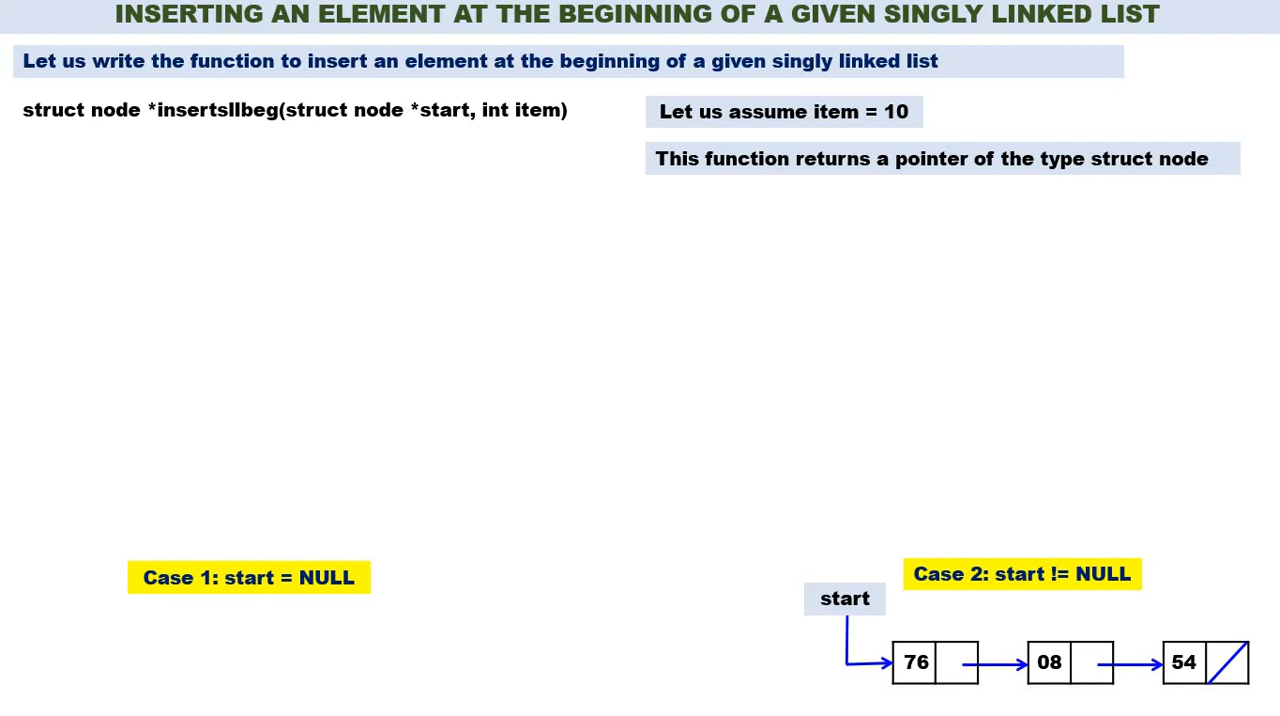 INSERTING AN ELEMENT AT THE BEGINNING OF A GIVEN SINGLY LINKED LIST
Let us write the function to insert an element at the beginning of a given singly linked list
struct node *insertsllbeg(struct node *start, int item)
Let us assume item = 10
This function returns a pointer of the type struct node
Case 1: start = NULL
Case 2: start != NULL
start
76 08 54